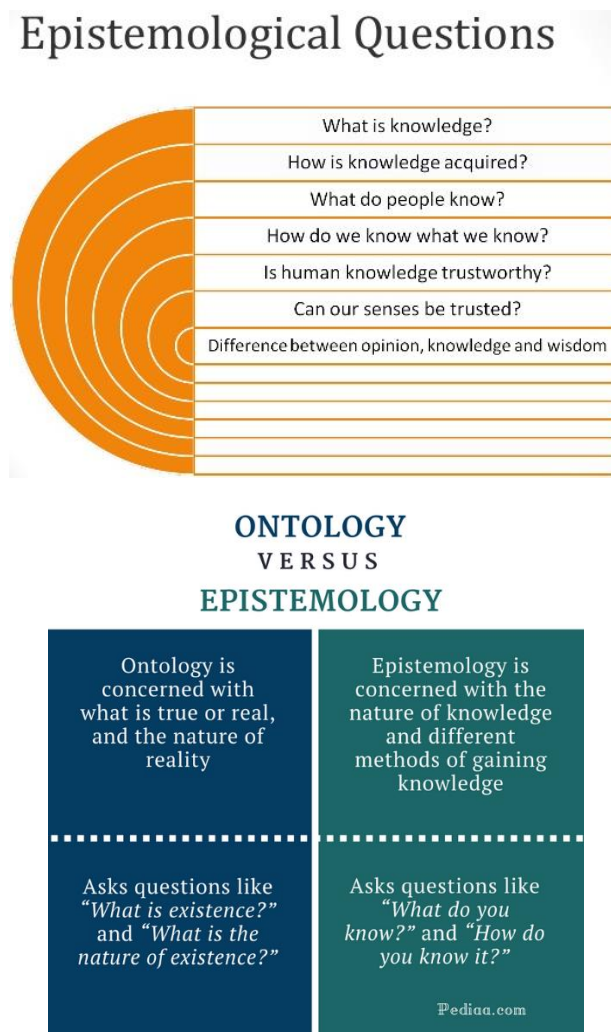 Epistemological Questions
What is knowledge?
How is knowledge acquired?
What do people know?
How do we know what we know?
Is human knowledge trustworthy?
Can our senses be trusted?
Difference between opinion, knowledge and wisdom
ONTOLOGY
VERSUS
EPISTEMOLOGY
Ontology is
concerned with
what is true or real,
and the nature of
reality
Epistemology is
concerned with the
nature of knowledge
and different
methods of gaining
knowledge
Asks questions like
“What is existence?”
and “What is the
nature of existence?”
Asks questions like
“What do you
know?” and “How do
you know it?”
Pediaa.com